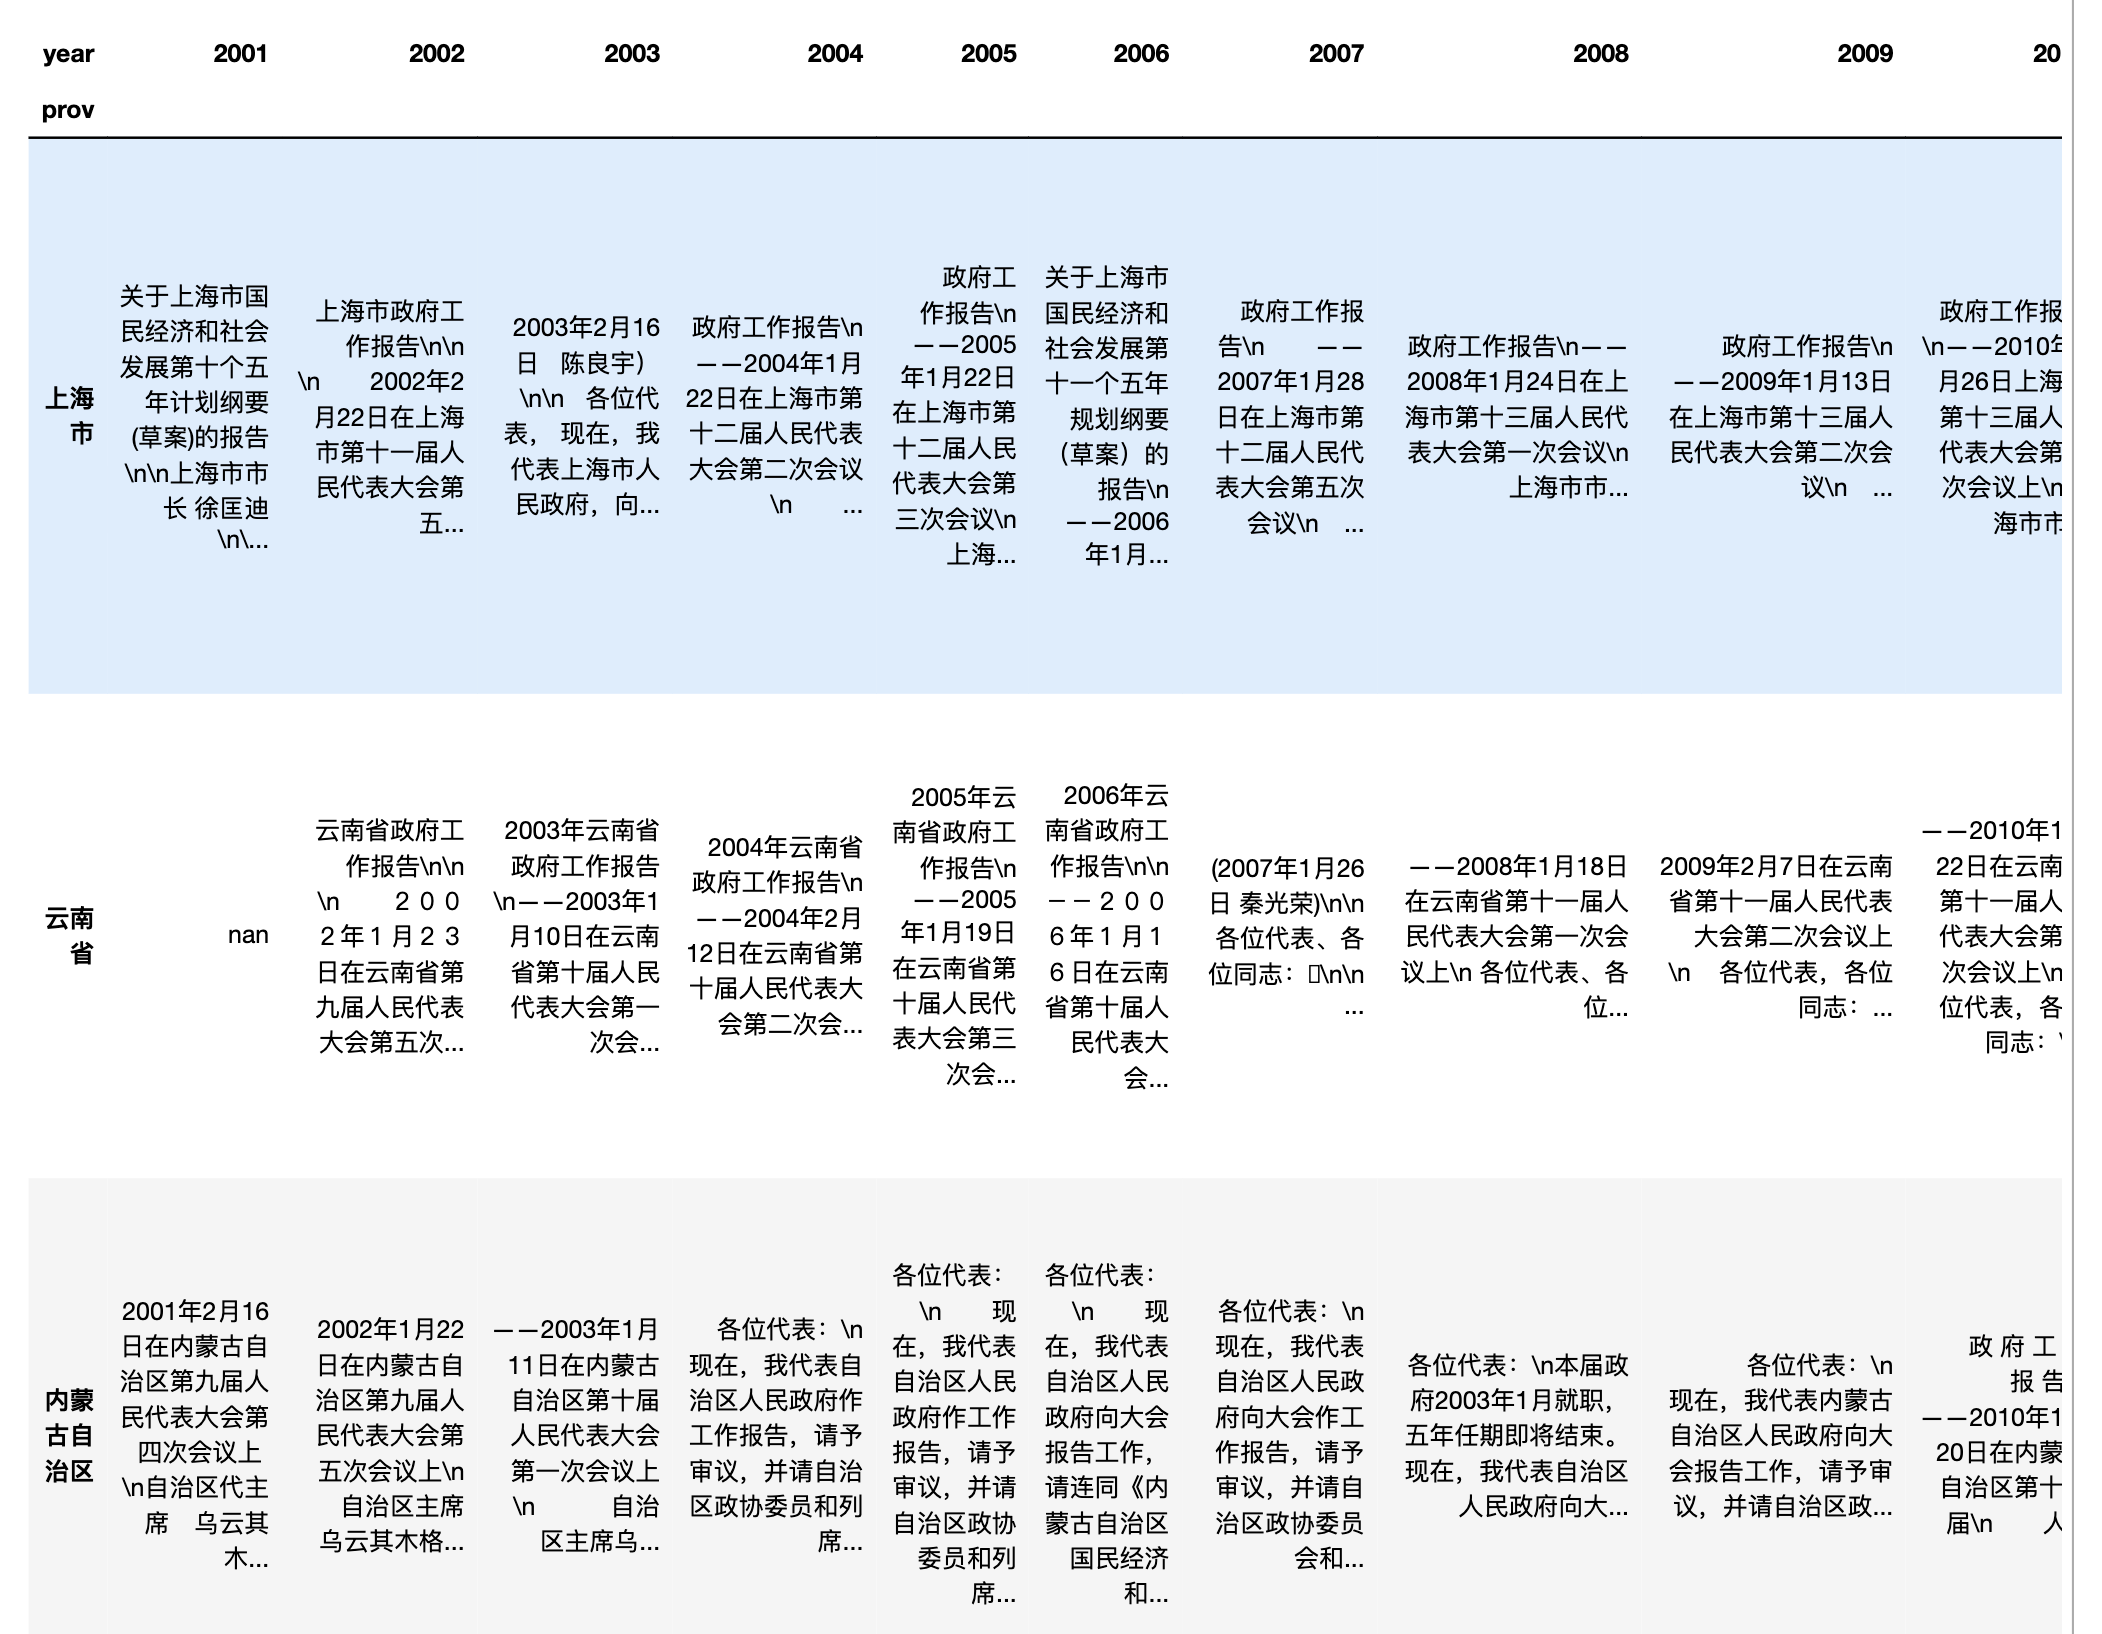 year 2001 2002 2003 2004 2005 2006 2007 2008 2009 20
prov
上海
市
关于上海市国
民经济和社会
发展第十个五
年计划纲要
(草案)的报告
\n\n上海市市
长 徐匡迪
\n\...
上海市政府工
作报告\n\n
\n 2002年2
月22日在上海
市第十一届人
民代表大会第
五...
2003年2月16
日 陈良宇）
\n\n 各位代
表， 现在，我
代表上海市人
民政府，向...
政府工作报告\n
——2004年1月
22日在上海市第
十二届人民代表
大会第二次会议
\n ...
政府工
作报告\n
——2005
年1月22日
在上海市第
十二届人民
代表大会第
三次会议\n
上海...
关于上海市
国民经济和
社会发展第
十一个五年
规划纲要
（草案）的
报告\n
——2006
年1月...
政府工作报
告\n ——
2007年1月28
日在上海市第
十二届人民代
表大会第五次
会议\n ...
政府工作报告\n——
2008年1月24日在上
海市第十三届人民代
表大会第一次会议\n
上海市市...
政府工作报告\n
——2009年1月13日
在上海市第十三届人
民代表大会第二次会
议\n ...
政府工作报
\n——2010年
月26日上海
第十三届人
代表大会第
次会议上\n
海市市
云南
省
nan
云南省政府工
作报告\n\n
\n ２００
２年１月２３
日在云南省第
九届人民代表
大会第五次...
2003年云南省
政府工作报告
\n——2003年1
月10日在云南
省第十届人民
代表大会第一
次会...
2004年云南省
政府工作报告\n
——2004年2月
12日在云南省第
十届人民代表大
会第二次会...
2005年云
南省政府工
作报告\n
——2005
年1月19日
在云南省第
十届人民代
表大会第三
次会...
2006年云
南省政府工
作报告\n\n
－－２００
６年１月１
６日在云南
省第十届人
民代表大
会...
(2007年1月26
日 秦光荣)\n\n
各位代表、各
位同志：\n\n
...
——2008年1月18日
在云南省第十一届人
民代表大会第一次会
议上\n 各位代表、各
位...
2009年2月7日在云南
省第十一届人民代表
大会第二次会议上
\n 各位代表，各位
同志：...
——2010年1
22日在云南
第十一届人
代表大会第
次会议上\n
位代表，各
同志：\
内蒙
古自
治区
2001年2月16
日在内蒙古自
治区第九届人
民代表大会第
四次会议上
\n自治区代主
席 乌云其
木...
2002年1月22
日在内蒙古自
治区第九届人
民代表大会第
五次会议上\n
自治区主席
乌云其木格...
——2003年1月
11日在内蒙古
自治区第十届
人民代表大会
第一次会议上
\n 自治
区主席乌...
各位代表：\n
现在，我代表自
治区人民政府作
工作报告，请予
审议，并请自治
区政协委员和列
席...
各位代表：
\n 现
在，我代表
自治区人民
政府作工作
报告，请予
审议，并请
自治区政协
委员和列
席...
各位代表：
\n 现
在，我代表
自治区人民
政府向大会
报告工作，
请连同《内
蒙古自治区
国民经济
和...
各位代表：\n
现在，我代表
自治区人民政
府向大会作工
作报告，请予
审议，并请自
治区政协委员
会和...
各位代表：\n本届政
府2003年1月就职，
五年任期即将结束。
现在，我代表自治区
人民政府向大...
各位代表：\n
现在，我代表内蒙古
自治区人民政府向大
会报告工作，请予审
议，并请自治区政...
政 府 工
报 告
——2010年1
20日在内蒙
自治区第十
届\n 人